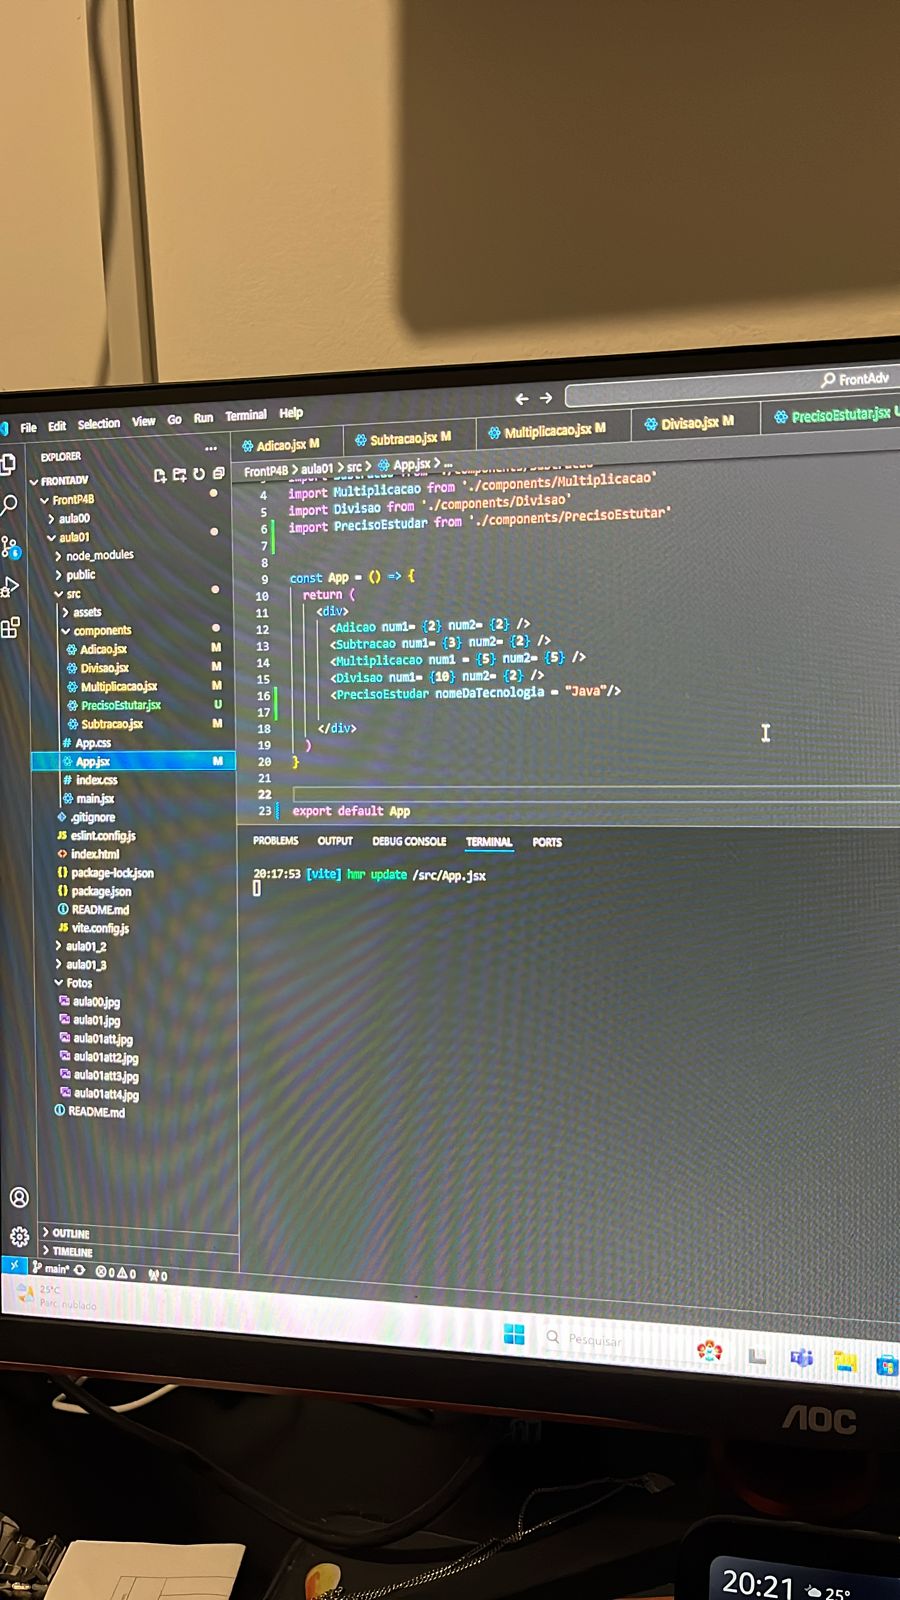 File Edit Selection View Go Run Terminal Help
FrontAdv
EXPLORER
FRONTADV
FrontP4B
aula00
aula01
node_modules
public
src
assets
components
Adicao.jsx M
Divisao.jsx M
Multiplicacao.jsx M
PrecisoEstutar.jsx U
Subtracao.jsx M
App.css
App.jsx M
index.css
main.jsx
.gitignore
eslint.config.js
index.html
package-lock.json
package.json
README.md
vite.config.js
aula01_2
aula01_3
Fotos
aula00.jpg
aula01.jpg
aula01att.jpg
aula01att2.jpg
aula01att3.jpg
aula01att4.jpg
README.md
OUTLINE
TIMELINE
main* 0 0 0
Adicao.jsx M Subtracao.jsx M Multiplicacao.jsx M Divisao.jsx M PrecisoEstutar.jsx U
FrontP4B > aula01 > src > App.jsx > ...
4 import Multiplicacao from './components/Multiplicacao'
5 import Divisao from './components/Divisao'
6 import PrecisoEstudar from './components/PrecisoEstutar'
7
8
9 const App = () => {
10 return (
11 <div>
12 <Adicao num1= {2} num2= {2} />
13 <Subtracao num1= {3} num2= {2} />
14 <Multiplicacao num1 = {5} num2= {5} />
15 <Divisao num1= {10} num2= {2} />
16 <PrecisoEstudar nomeDaTecnologia = "Java"/>
17
18 </div>
19 )
20 }
21
22
23 export default App
PROBLEMS OUTPUT DEBUG CONSOLE TERMINAL PORTS
20:17:53 [vite] hmr update /src/App.jsx
25°C
Parc. nublado
Pesquisar
AOC
20:21 25°